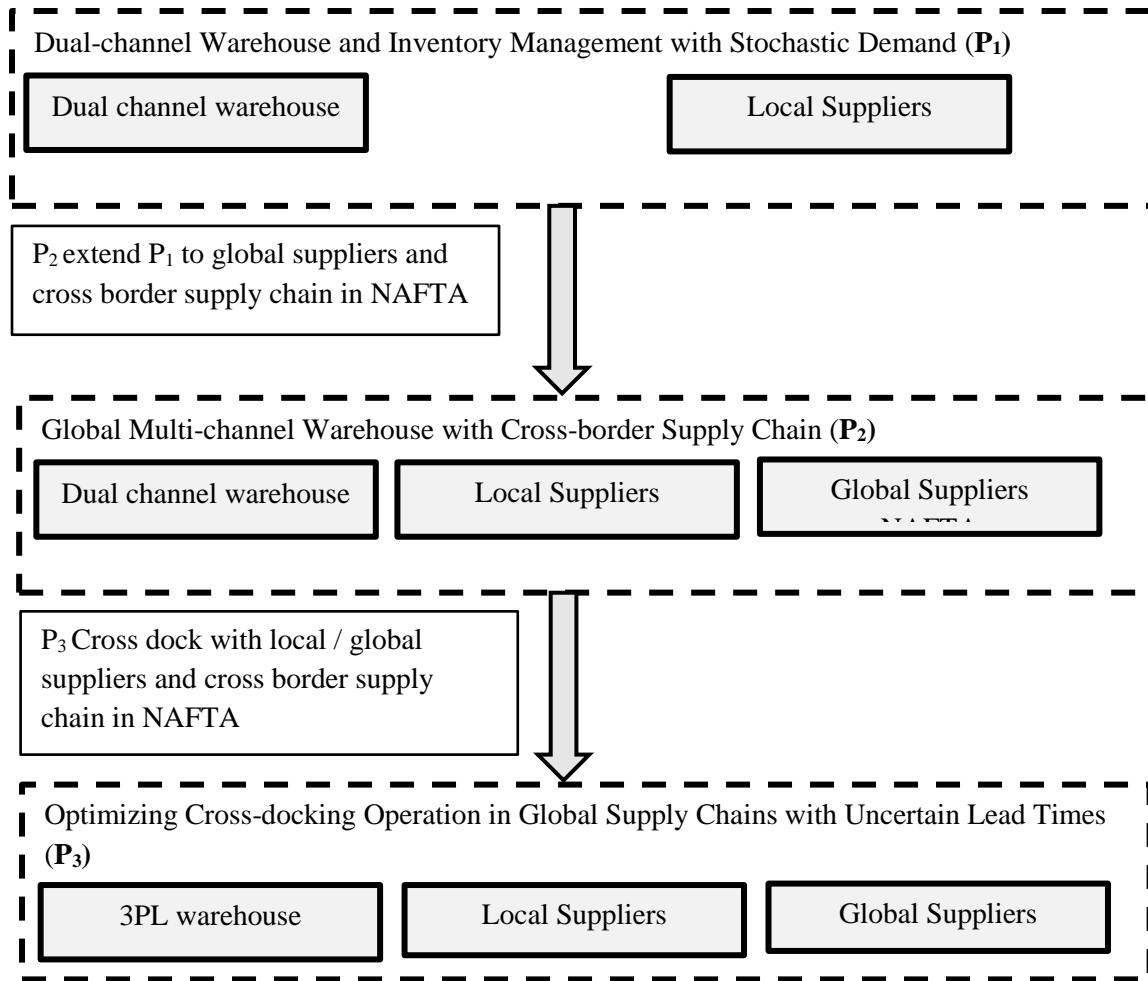 Dual-channel Warehouse and Inventory Management with Stochastic Demand (P₁)
Dual channel warehouse
Local Suppliers
P₂ extend P₁ to global suppliers and
cross border supply chain in NAFTA
Global Multi-channel Warehouse with Cross-border Supply Chain (P₂)
Dual channel warehouse
Local Suppliers
Global Suppliers
NAFTA
P₃ Cross dock with local / global
suppliers and cross border supply
chain in NAFTA
Optimizing Cross-docking Operation in Global Supply Chains with Uncertain Lead Times
(P₃)
3PL warehouse
Local Suppliers
Global Suppliers